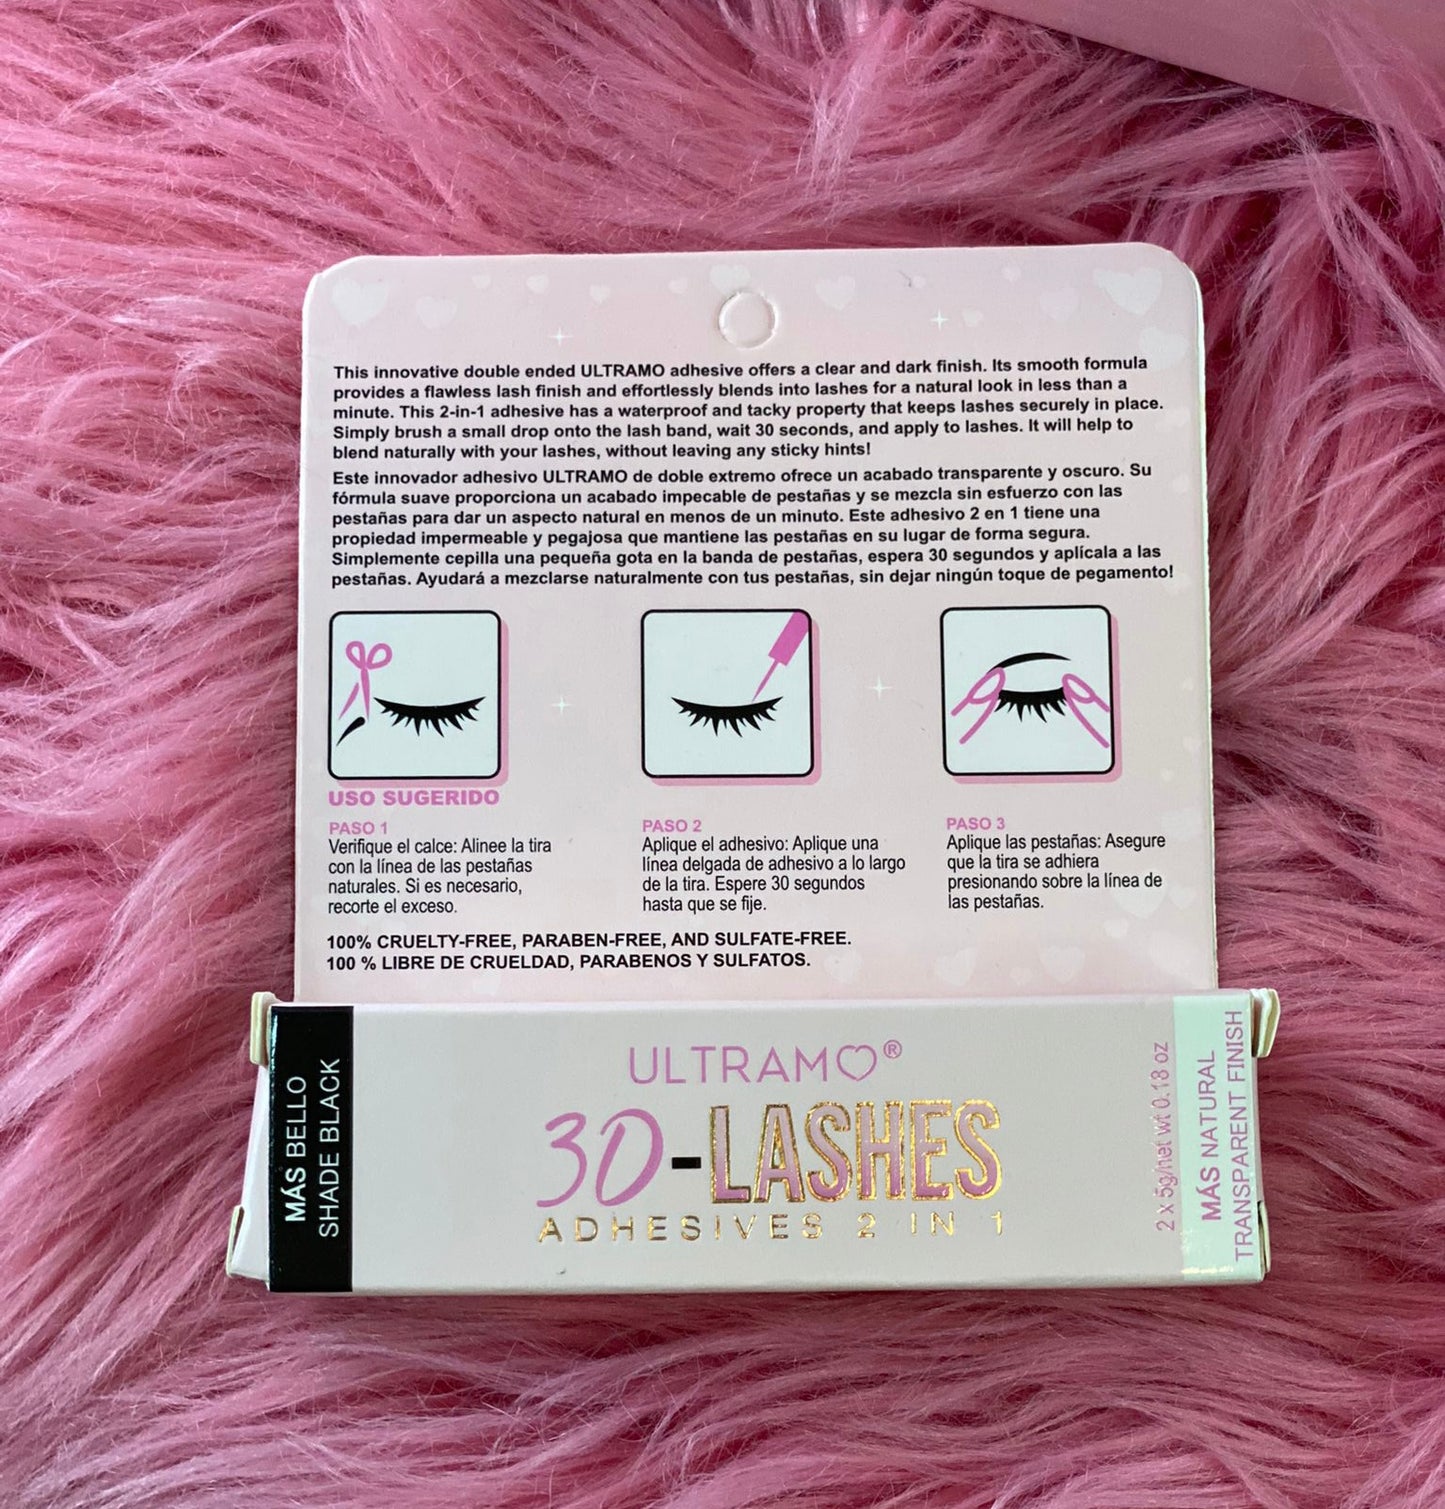 This innovative double ended ULTRAMO adhesive offers a clear and dark finish. Its smooth formula
provides a flawless lash finish and effortlessly blends into lashes for a natural look in less than a
minute. This 2-in-1 adhesive has a waterproof and tacky property that keeps lashes securely in place.
Simply brush a small drop onto the lash band, wait 30 seconds, and apply to lashes. It will help to
blend naturally with your lashes, without leaving any sticky hints!
Este innovador adhesivo ULTRAMO de doble extremo ofrece un acabado transparente y oscuro. Su
fórmula suave proporciona un acabado impecable de pestañas y se mezcla sin esfuerzo con las
pestañas para dar un aspecto natural en menos de un minuto. Este adhesivo 2 en 1 tiene una
propiedad impermeable y pegajosa que mantiene las pestañas en su lugar de forma segura.
Simplemente cepilla una pequeña gota en la banda de pestañas, espera 30 segundos y aplícala a las
pestañas. Ayudará a mezclarse naturalmente con tus pestañas, sin dejar ningún toque de pegamento!
USO SUGERIDO
PASO 1
Verifique el calce: Alinee la tira
con la línea de las pestañas
naturales. Si es necesario,
recorte el exceso.
PASO 2
Aplique el adhesivo: Aplique una
línea delgada de adhesivo a lo largo
de la tira. Espere 30 segundos
hasta que se fije.
PASO 3
Aplique las pestañas: Asegure
que la tira se adhiera
presionando sobre la línea de
las pestañas.
100% CRUELTY-FREE, PARABEN-FREE, AND SULFATE-FREE.
100 % LIBRE DE CRUELDAD, PARABENOS Y SULFATOS.
MÁS BELLO
SHADE BLACK
ULTRAMO®
3D-LASHES
ADHESIVES 2 IN 1
2 x 5g/net wt 0.18 oz
MÁS NATURAL
TRANSPARENT FINISH